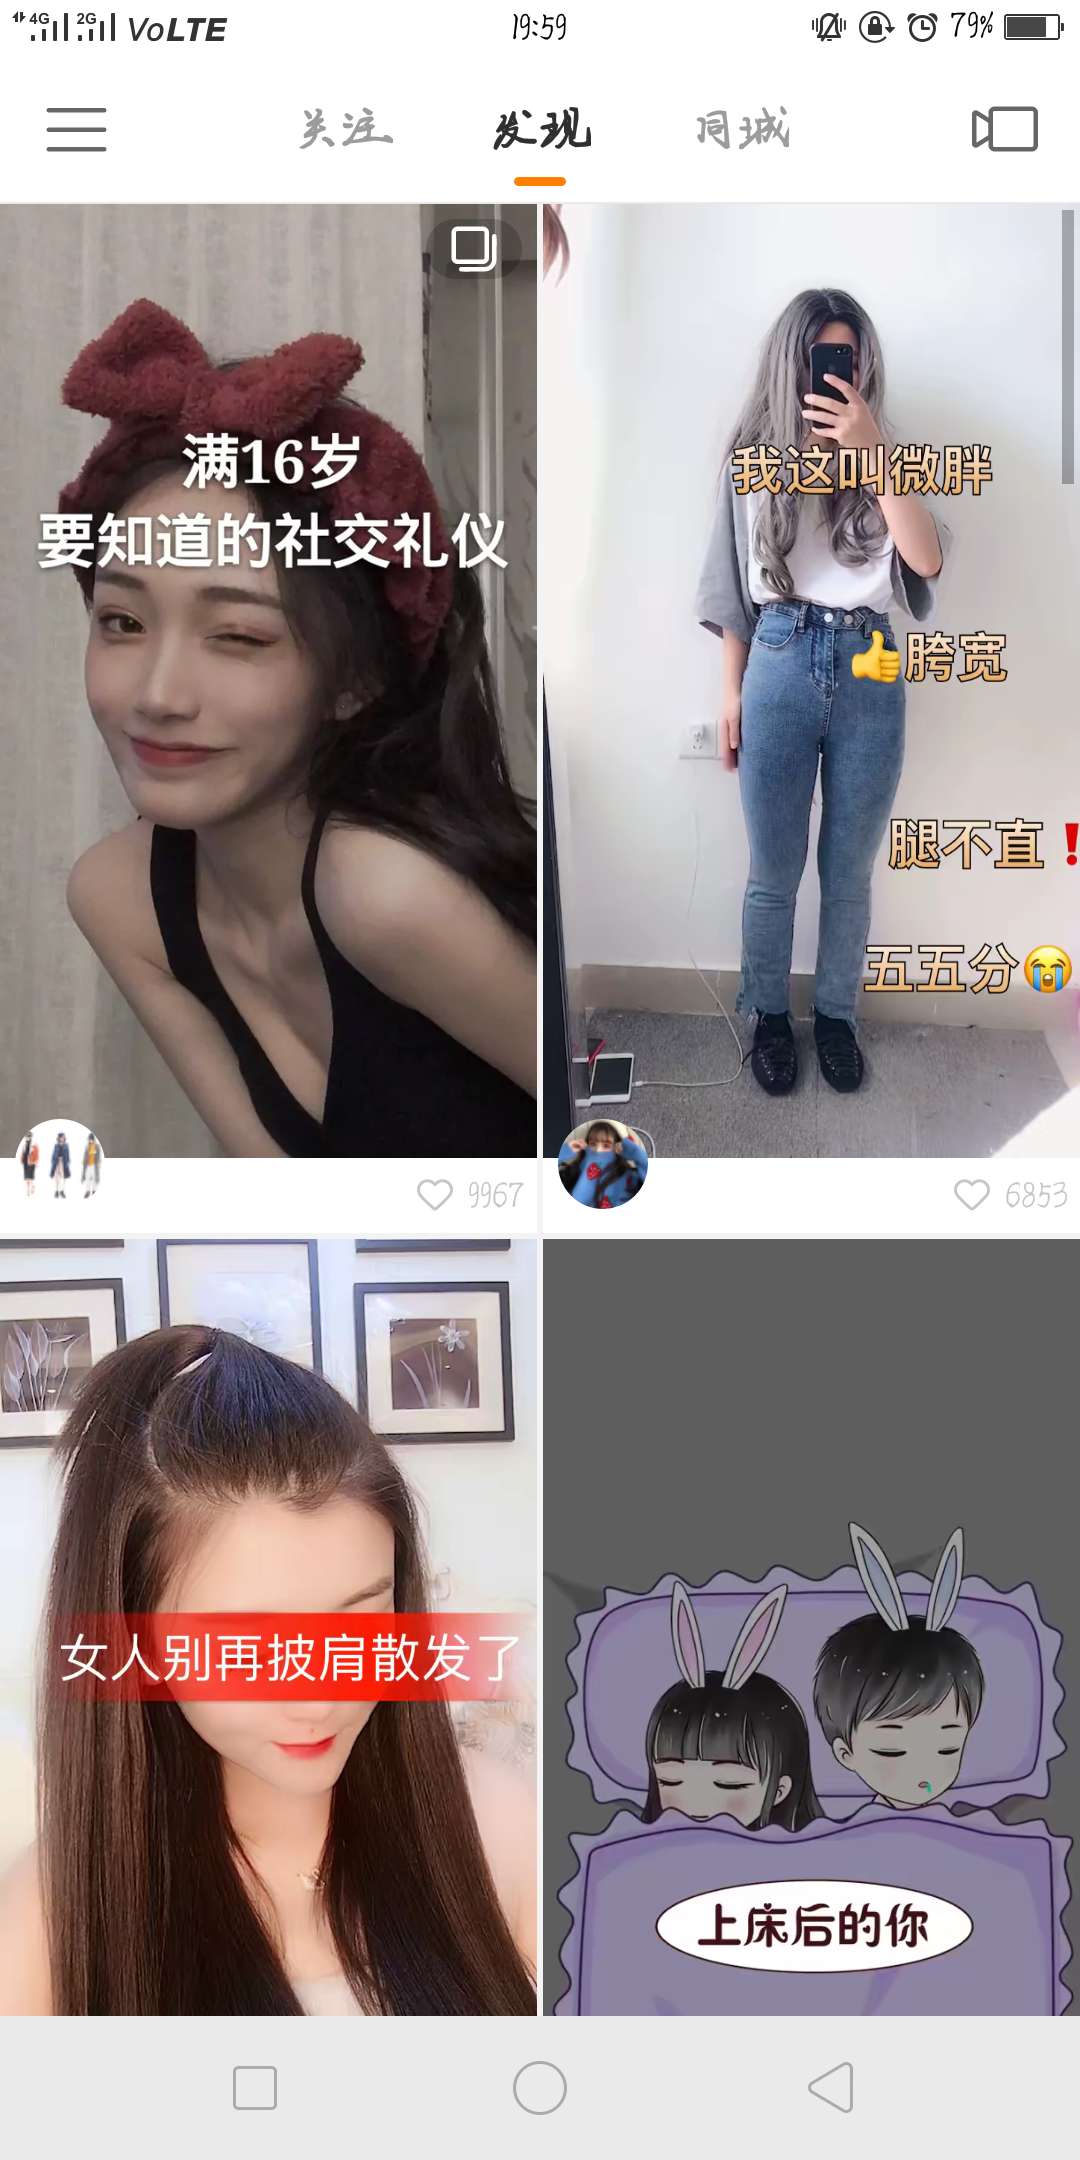 4G 2G VoLTE 19:59 79%
关注 发现 同城
满16岁
要知道的社交礼仪
9967
我这叫微胖
👍胯宽
腿不直❗
五五分😭
6853
女人别再披肩散发了
上床后的你